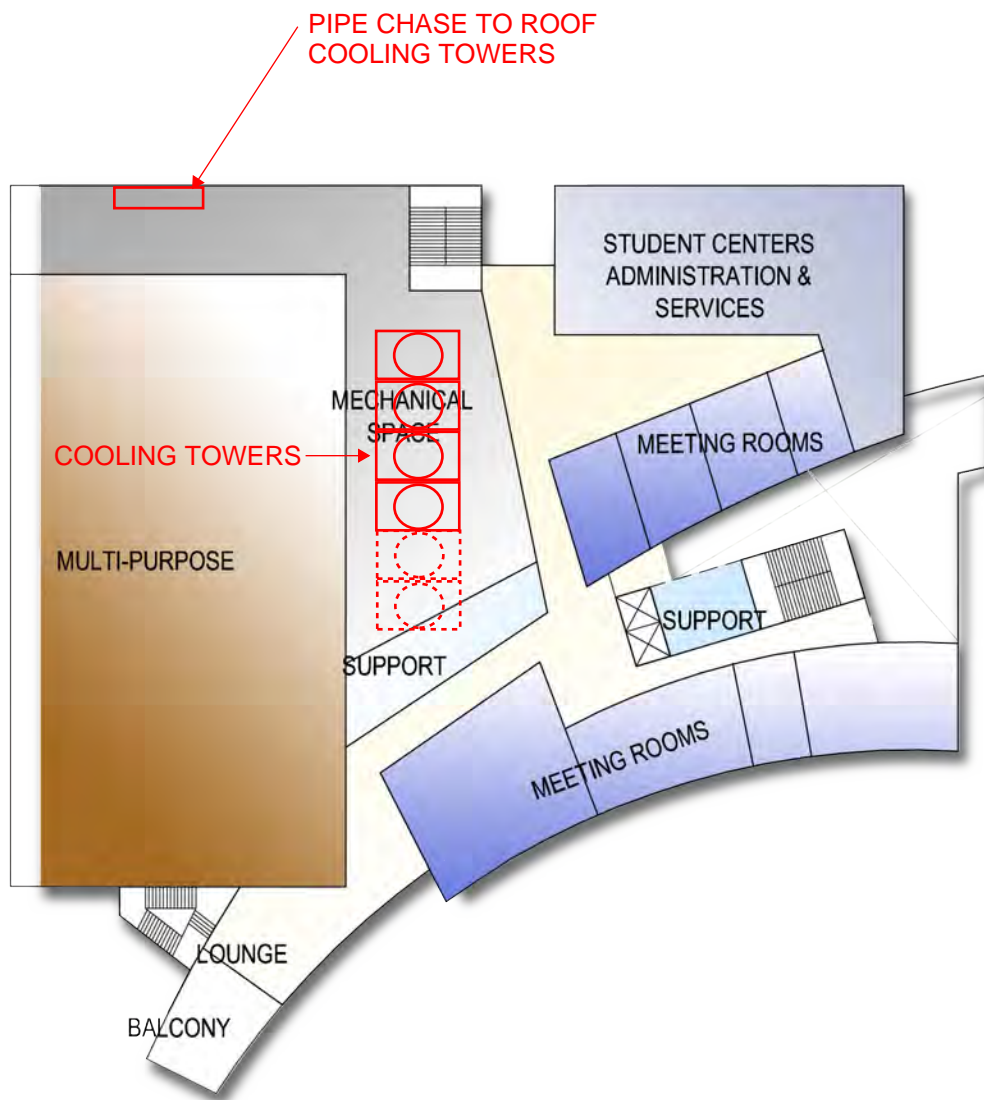 PIPE CHASE TO ROOF
COOLING TOWERS
STUDENT CENTERS
ADMINISTRATION &
SERVICES
MECHANICAL
SPACE
MEETING ROOMS
COOLING TOWERS
MULTI-PURPOSE
SUPPORT
SUPPORT
MEETING ROOMS
LOUNGE
BALCONY